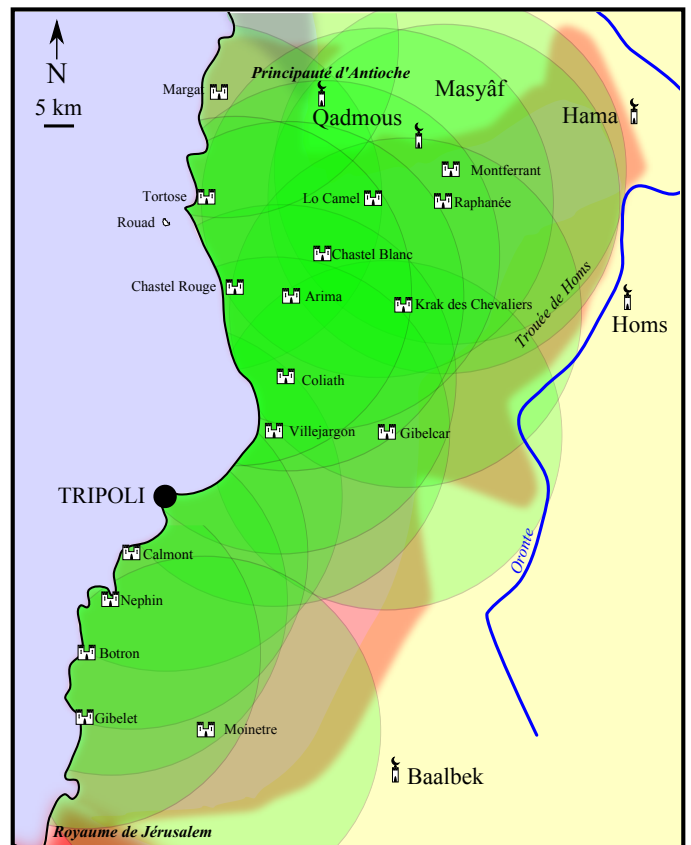 N
5 km
Margat
Principauté d'Antioche
Masyâf
Qadmous
Hama
Montferrant
Tortose
Lo Camel
Raphanée
Rouad
Chastel Blanc
Chastel Rouge
Arima
Krak des Chevaliers
Trouée de Homs
Homs
Coliath
Villejargon
Gibelcar
TRIPOLI
Oronte
Calmont
Nephin
Botron
Gibelet
Moinetre
Baalbek
Royaume de Jérusalem